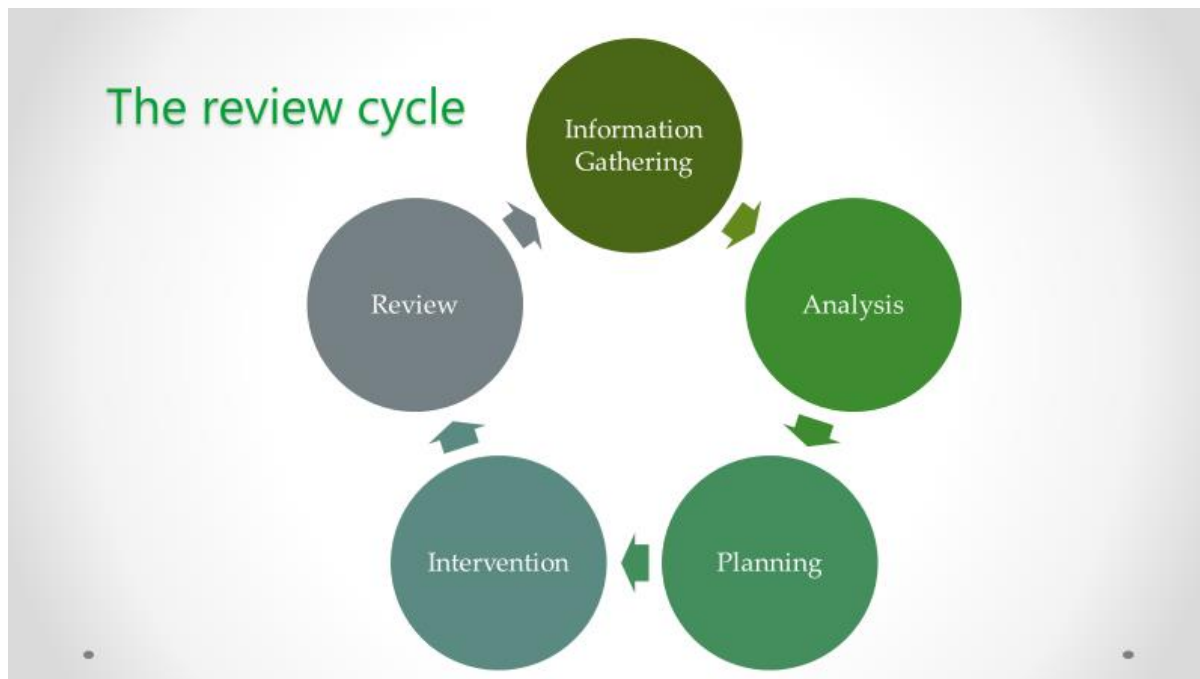 The review cycle
Information
Gathering
Analysis
Planning
Intervention
Review